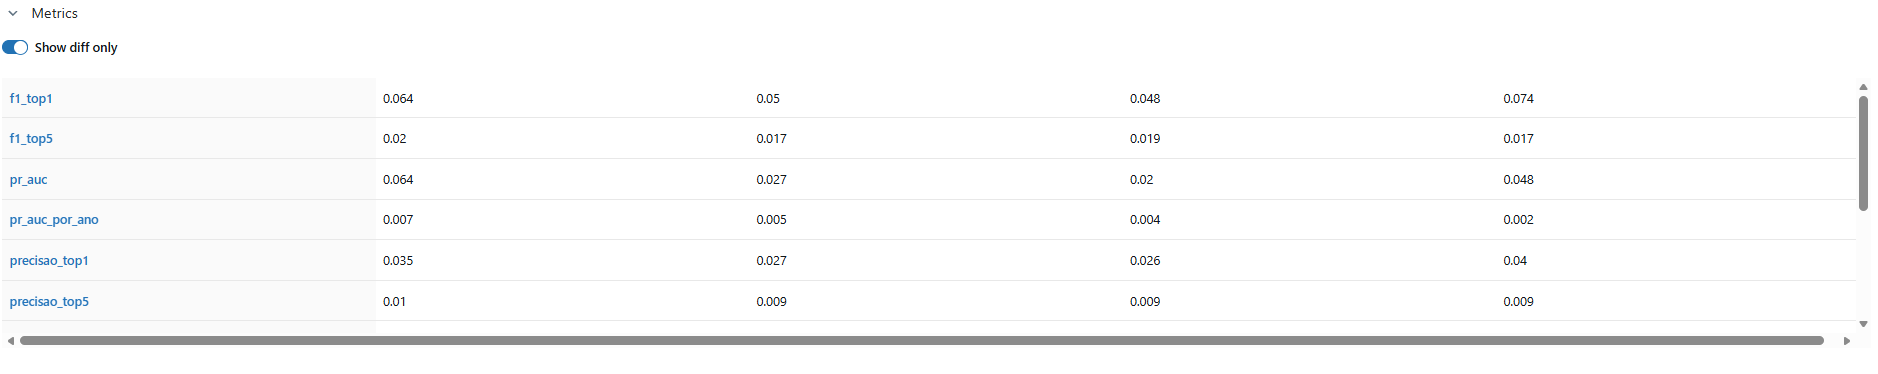 Metrics
Show diff only
f1_top1 0.064 0.05 0.048 0.074
f1_top5 0.02 0.017 0.019 0.017
pr_auc 0.064 0.027 0.02 0.048
pr_auc_por_ano 0.007 0.005 0.004 0.002
precisao_top1 0.035 0.027 0.026 0.04
precisao_top5 0.01 0.009 0.009 0.009